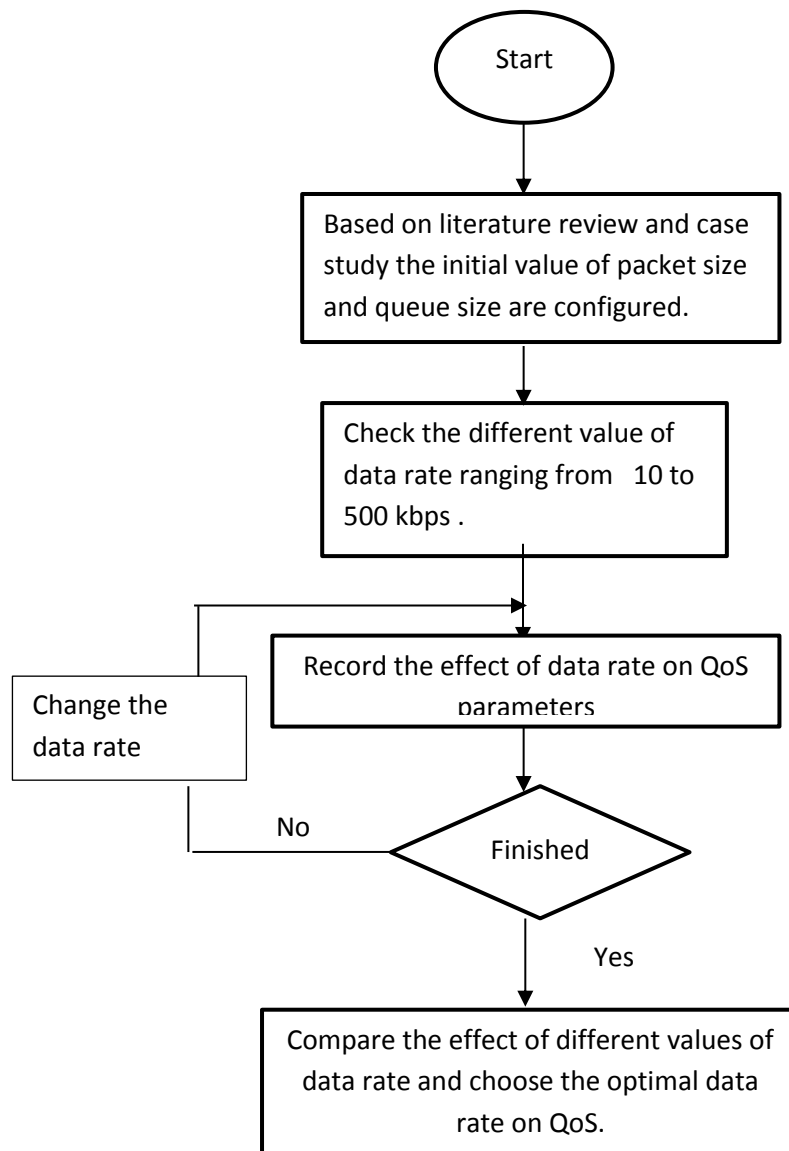 Start
Based on literature review and case
study the initial value of packet size
and queue size are configured.
Check the different value of
data rate ranging from 10 to
500 kbps .
Record the effect of data rate on QoS
parameters
Change the
data rate
No
Finished
Yes
Compare the effect of different values of
data rate and choose the optimal data
rate on QoS.